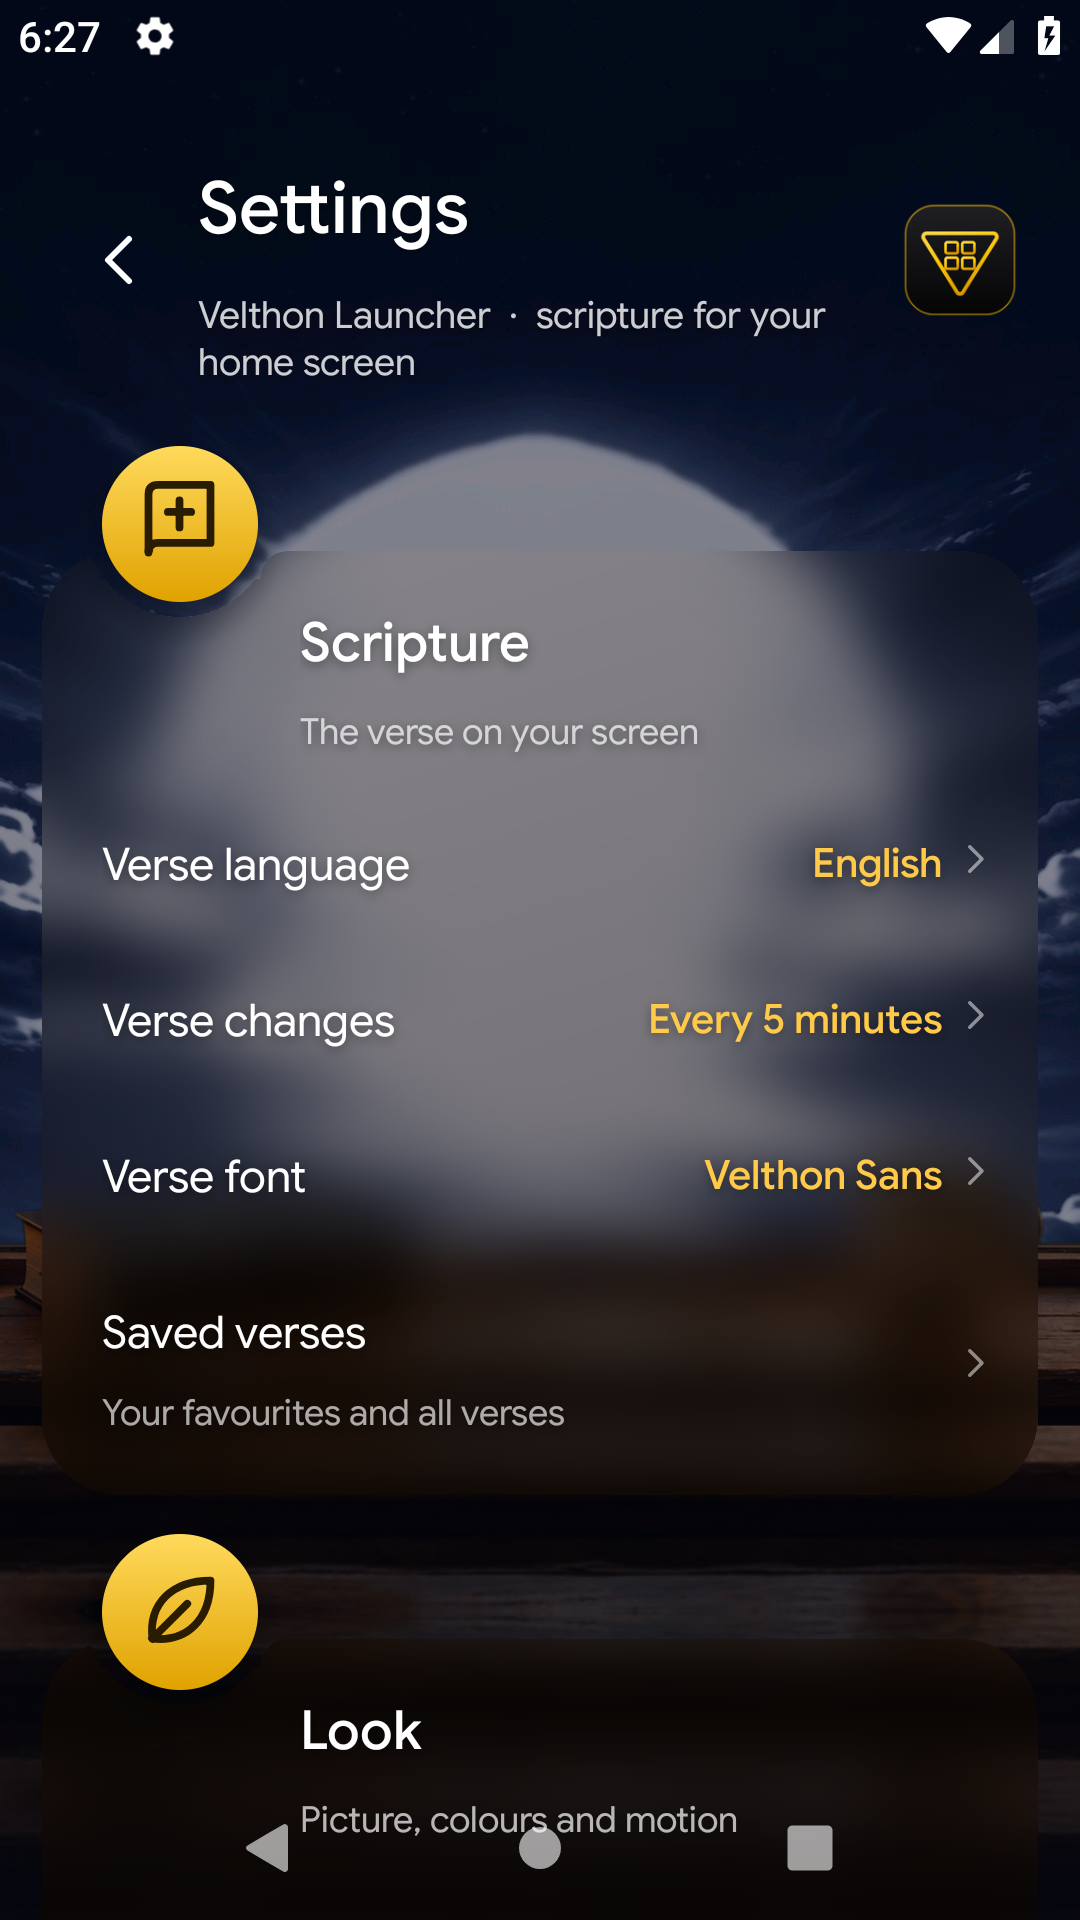 6:27
Settings
Velthon Launcher · scripture for your
home screen
Scripture
The verse on your screen
Verse language
English
Verse changes
Every 5 minutes
Verse font
Velthon Sans
Saved verses
Your favourites and all verses
Look
Picture, colours and motion